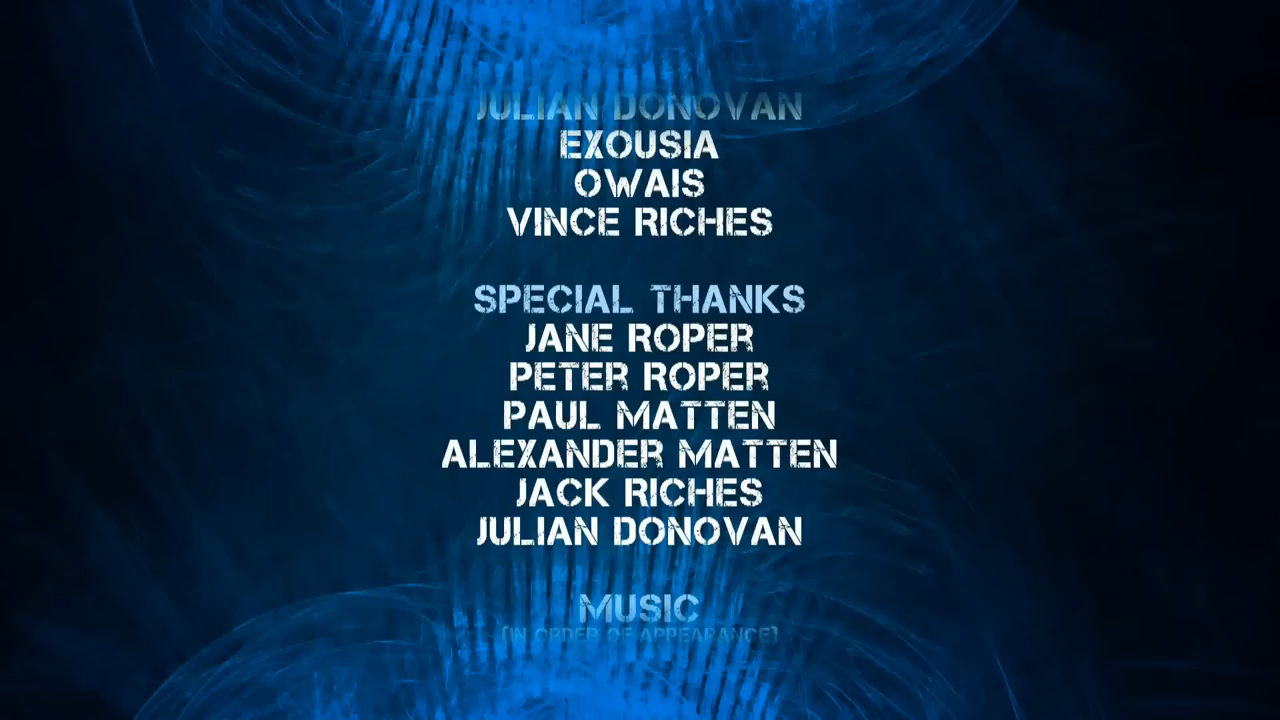 JULIAN DONOVAN
EXOUSIA
OWAIS
VINCE RICHES
SPECIAL THANKS
JANE ROPER
PETER ROPER
PAUL MATTEN
ALEXANDER MATTEN
JACK RICHES
JULIAN DONOVAN
MUSIC
(IN ORDER OF APPEARANCE)